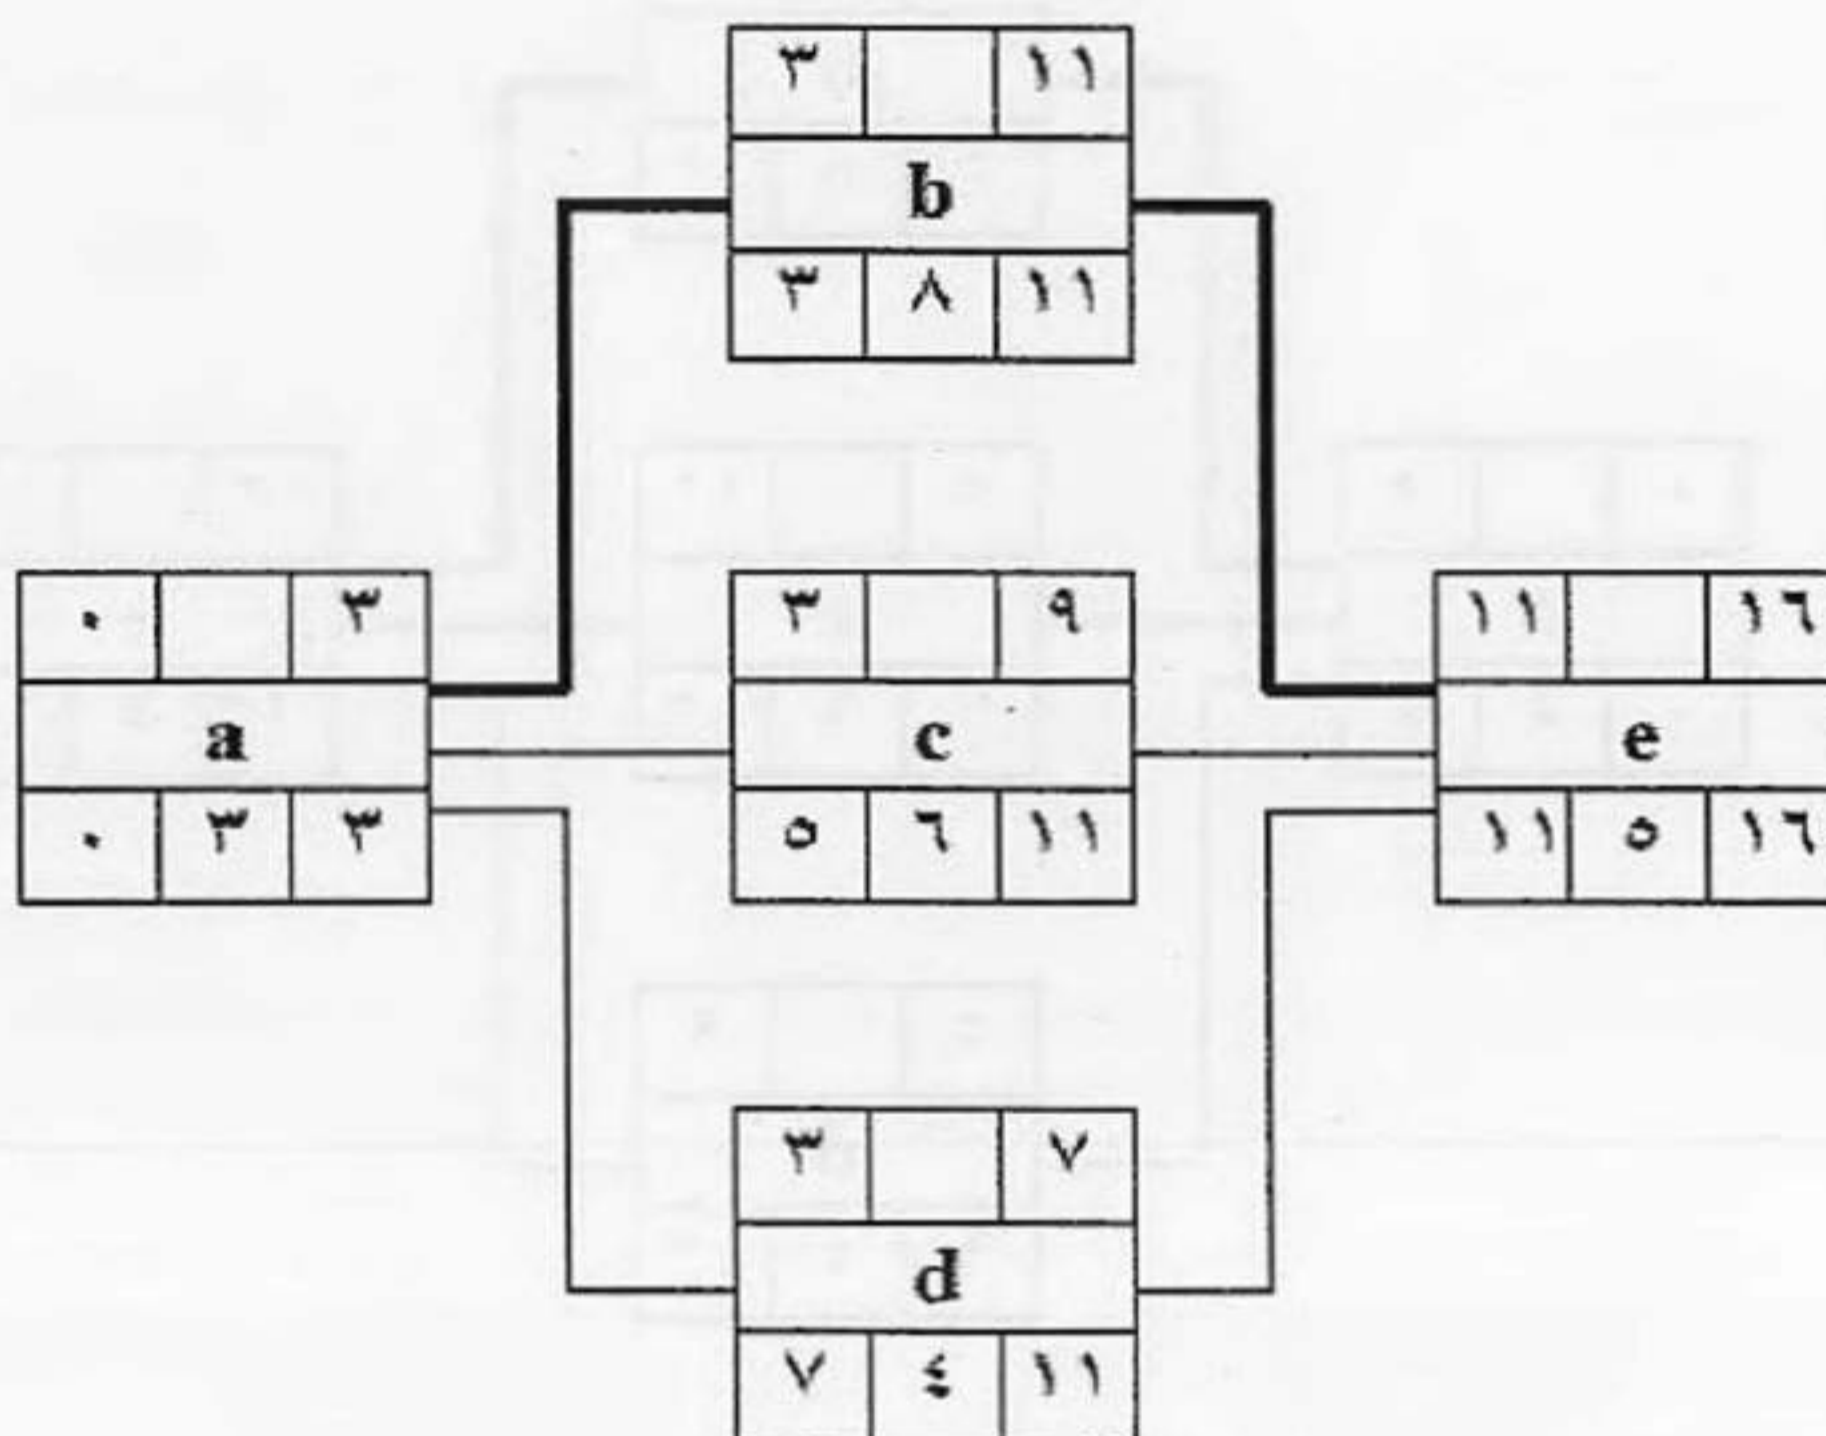 ٣ ١١
b
٣ ٨ ١١
٠ ٣
a
٠ ٣ ٣
٣ ٩
c
٥ ٦ ١١
١١ ١٦
e
١١ ٥ ١٦
٣ ٧
d
٧ ٤ ١١